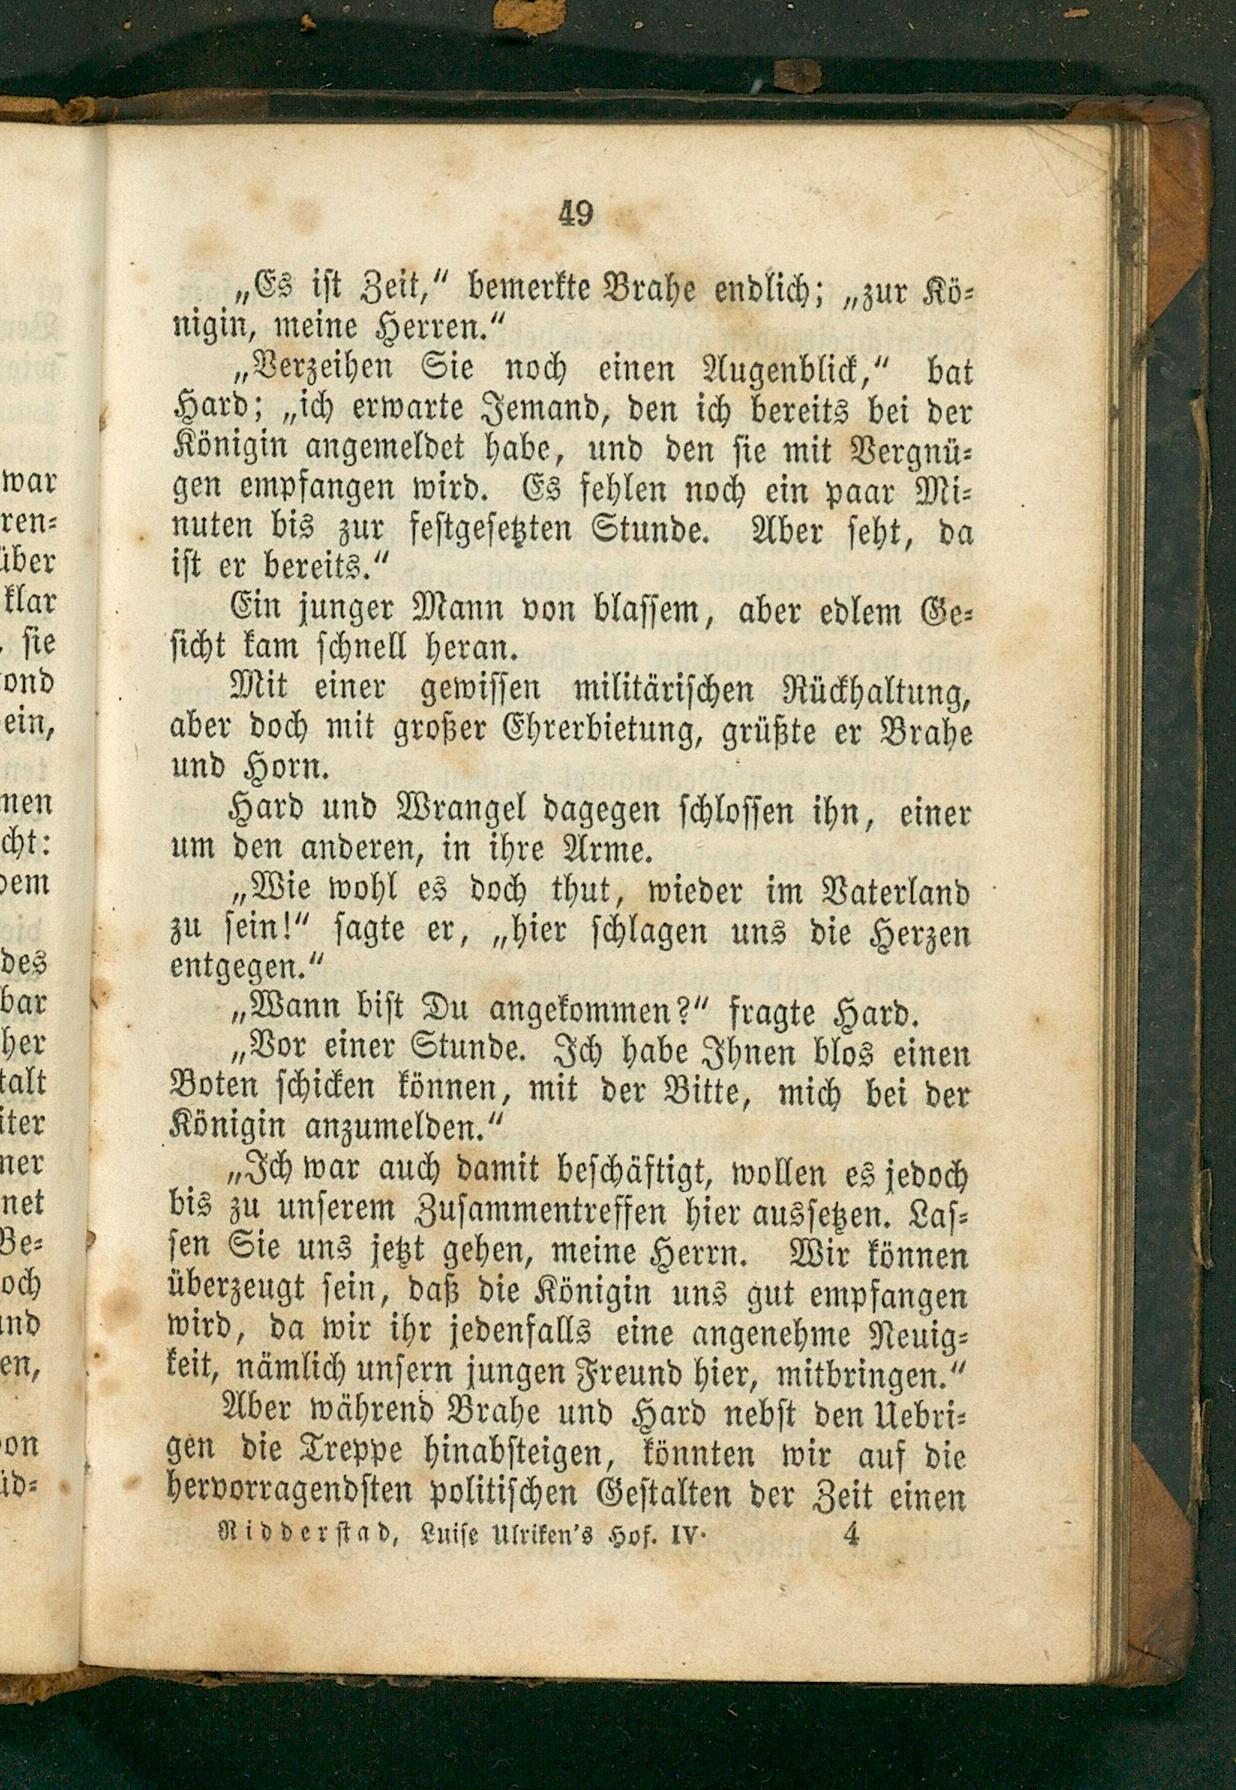 49
„Es ist Zeit,“ bemerkte Brahe endlich; „zur Kö-
nigin, meine Herren.“
„Verzeihen Sie noch einen Augenblick,“ bat
Hard; „ich erwarte Jemand, den ich bereits bei der
Königin angemeldet habe, und den sie mit Vergnü-
gen empfangen wird. Es fehlen noch ein paar Mi-
nuten bis zur festgesetzten Stunde. Aber seht, da
ist er bereits.“
Ein junger Mann von blassem, aber edlem Ge-
sicht kam schnell heran.
Mit einer gewissen militärischen Rückhaltung,
aber doch mit großer Ehrerbietung, grüßte er Brahe
und Horn.
Hard und Wrangel dagegen schlossen ihn, einer
um den anderen, in ihre Arme.
„Wie wohl es doch thut, wieder im Vaterland
zu sein!“ sagte er, „hier schlagen uns die Herzen
entgegen.“
„Wann bist Du angekommen?“ fragte Hard.
„Vor einer Stunde. Ich habe Ihnen blos einen
Boten schicken können, mit der Bitte, mich bei der
Königin anzumelden.“
„Ich war auch damit beschäftigt, wollen es jedoch
bis zu unserem Zusammentreffen hier aussetzen. Las-
sen Sie uns jetzt gehen, meine Herrn. Wir können
überzeugt sein, daß die Königin uns gut empfangen
wird, da wir ihr jedenfalls eine angenehme Neuig-
keit, nämlich unsern jungen Freund hier, mitbringen.“
Aber während Brahe und Hard nebst den Uebri-
gen die Treppe hinabsteigen, könnten wir auf die
hervorragendsten politischen Gestalten der Zeit einen
Ridderstad, Luise Ulriken's Hof. IV. 4